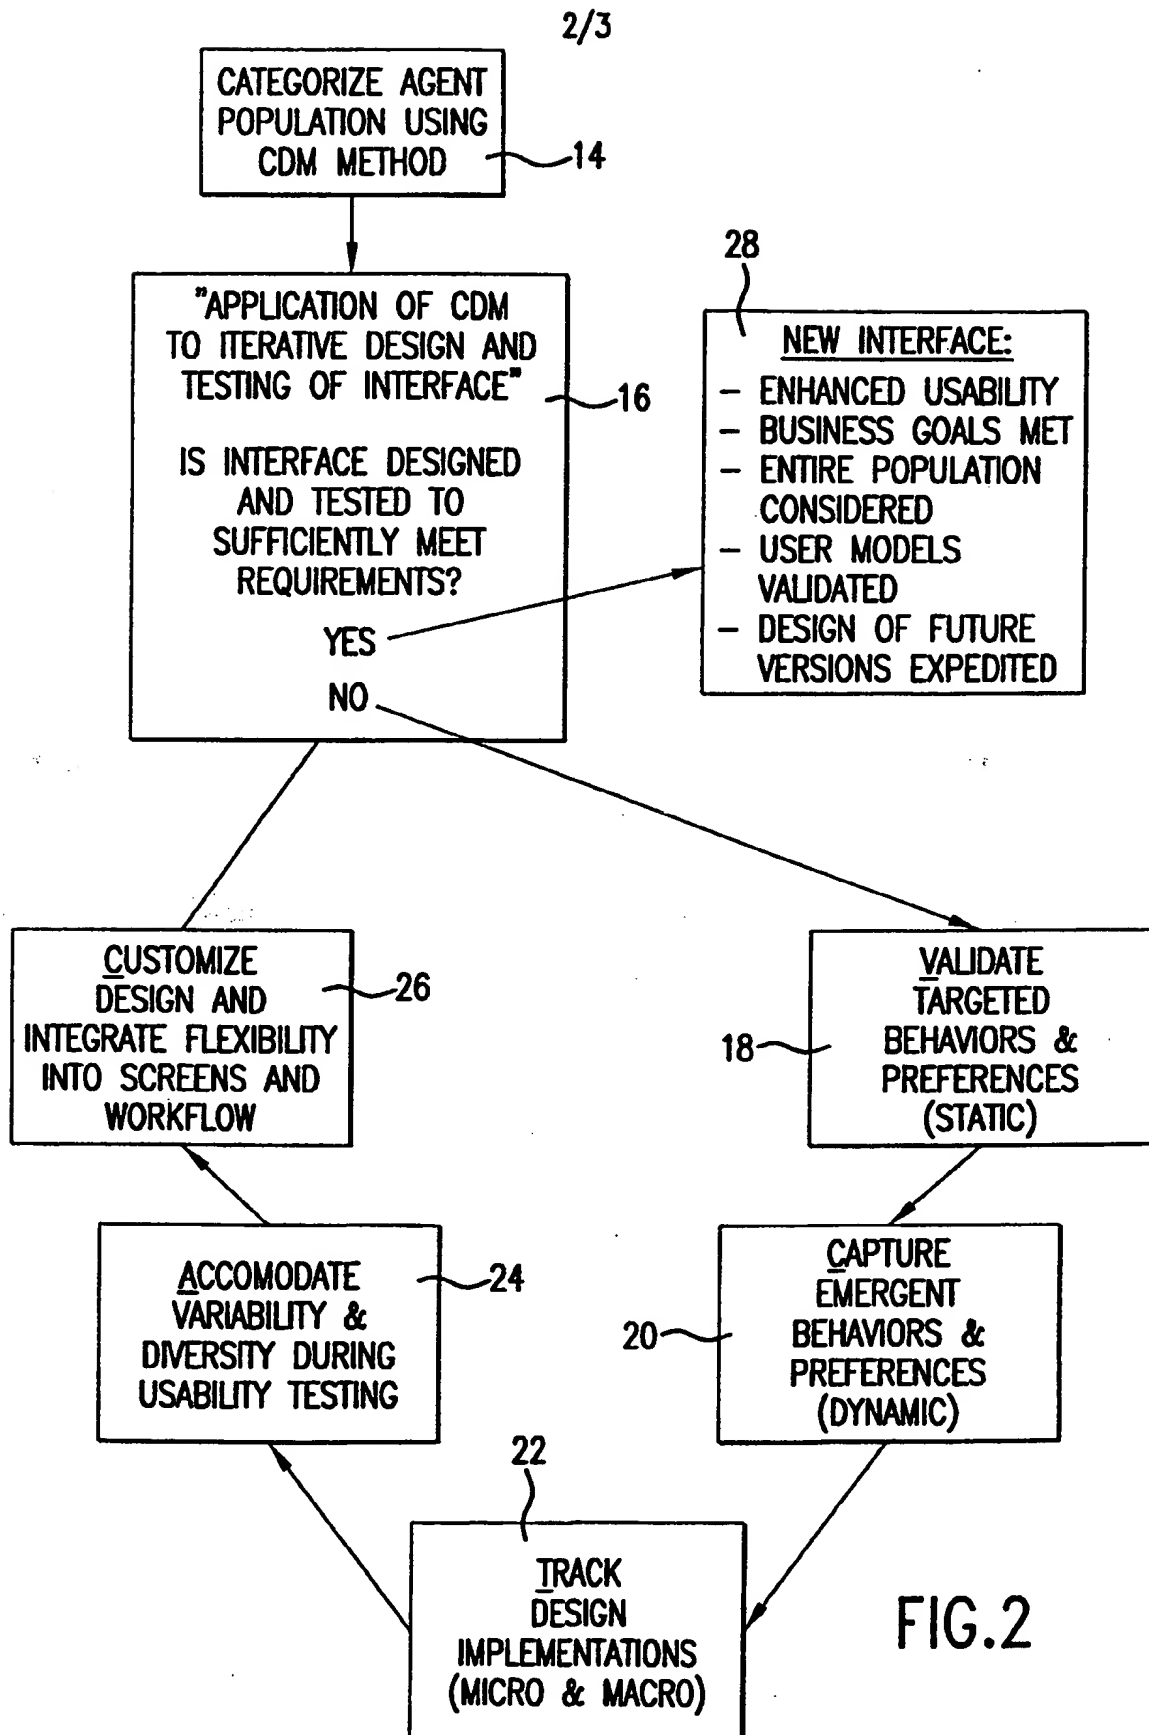 2/3
CATEGORIZE AGENT
POPULATION USING
CDM METHOD
14
"APPLICATION OF CDM
TO ITERATIVE DESIGN AND
TESTING OF INTERFACE"
16
IS INTERFACE DESIGNED
AND TESTED TO
SUFFICIENTLY MEET
REQUIREMENTS?
YES
NO
28
NEW INTERFACE:
– ENHANCED USABILITY
– BUSINESS GOALS MET
– ENTIRE POPULATION
CONSIDERED
– USER MODELS
VALIDATED
– DESIGN OF FUTURE
VERSIONS EXPEDITED
CUSTOMIZE
DESIGN AND
INTEGRATE FLEXIBILITY
INTO SCREENS AND
WORKFLOW
26
VALIDATE
TARGETED
BEHAVIORS &
PREFERENCES
(STATIC)
18
ACCOMODATE
VARIABILITY &
DIVERSITY DURING
USABILITY TESTING
24
CAPTURE
EMERGENT
BEHAVIORS &
PREFERENCES
(DYNAMIC)
20
22
TRACK
DESIGN
IMPLEMENTATIONS
(MICRO & MACRO)
FIG.2